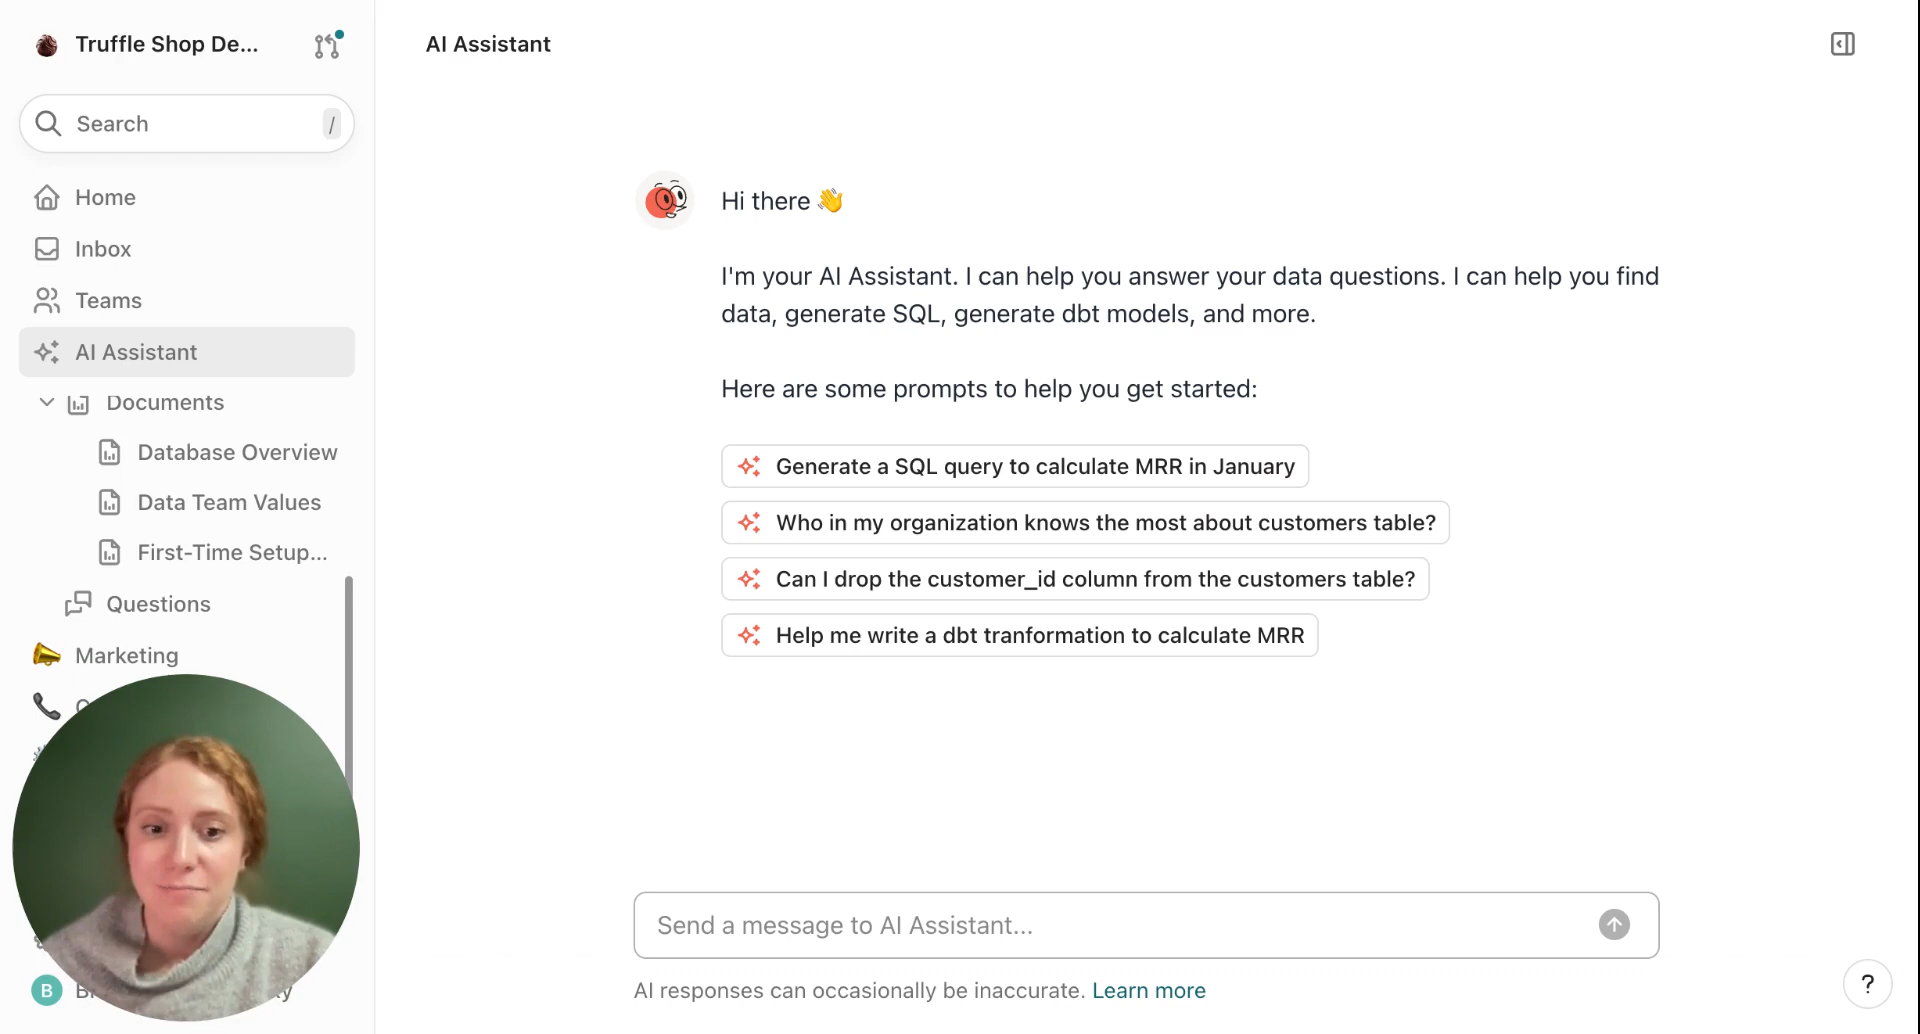 Truffle Shop De...
Search
/
Home
Inbox
Teams
AI Assistant
Documents
Database Overview
Data Team Values
First-Time Setup...
Questions
Marketing
B
AI Assistant
Hi there 👋
I'm your AI Assistant. I can help you answer your data questions. I can help you find
data, generate SQL, generate dbt models, and more.
Here are some prompts to help you get started:
Generate a SQL query to calculate MRR in January
Who in my organization knows the most about customers table?
Can I drop the customer_id column from the customers table?
Help me write a dbt tranformation to calculate MRR
Send a message to AI Assistant...
AI responses can occasionally be inaccurate. Learn more
?